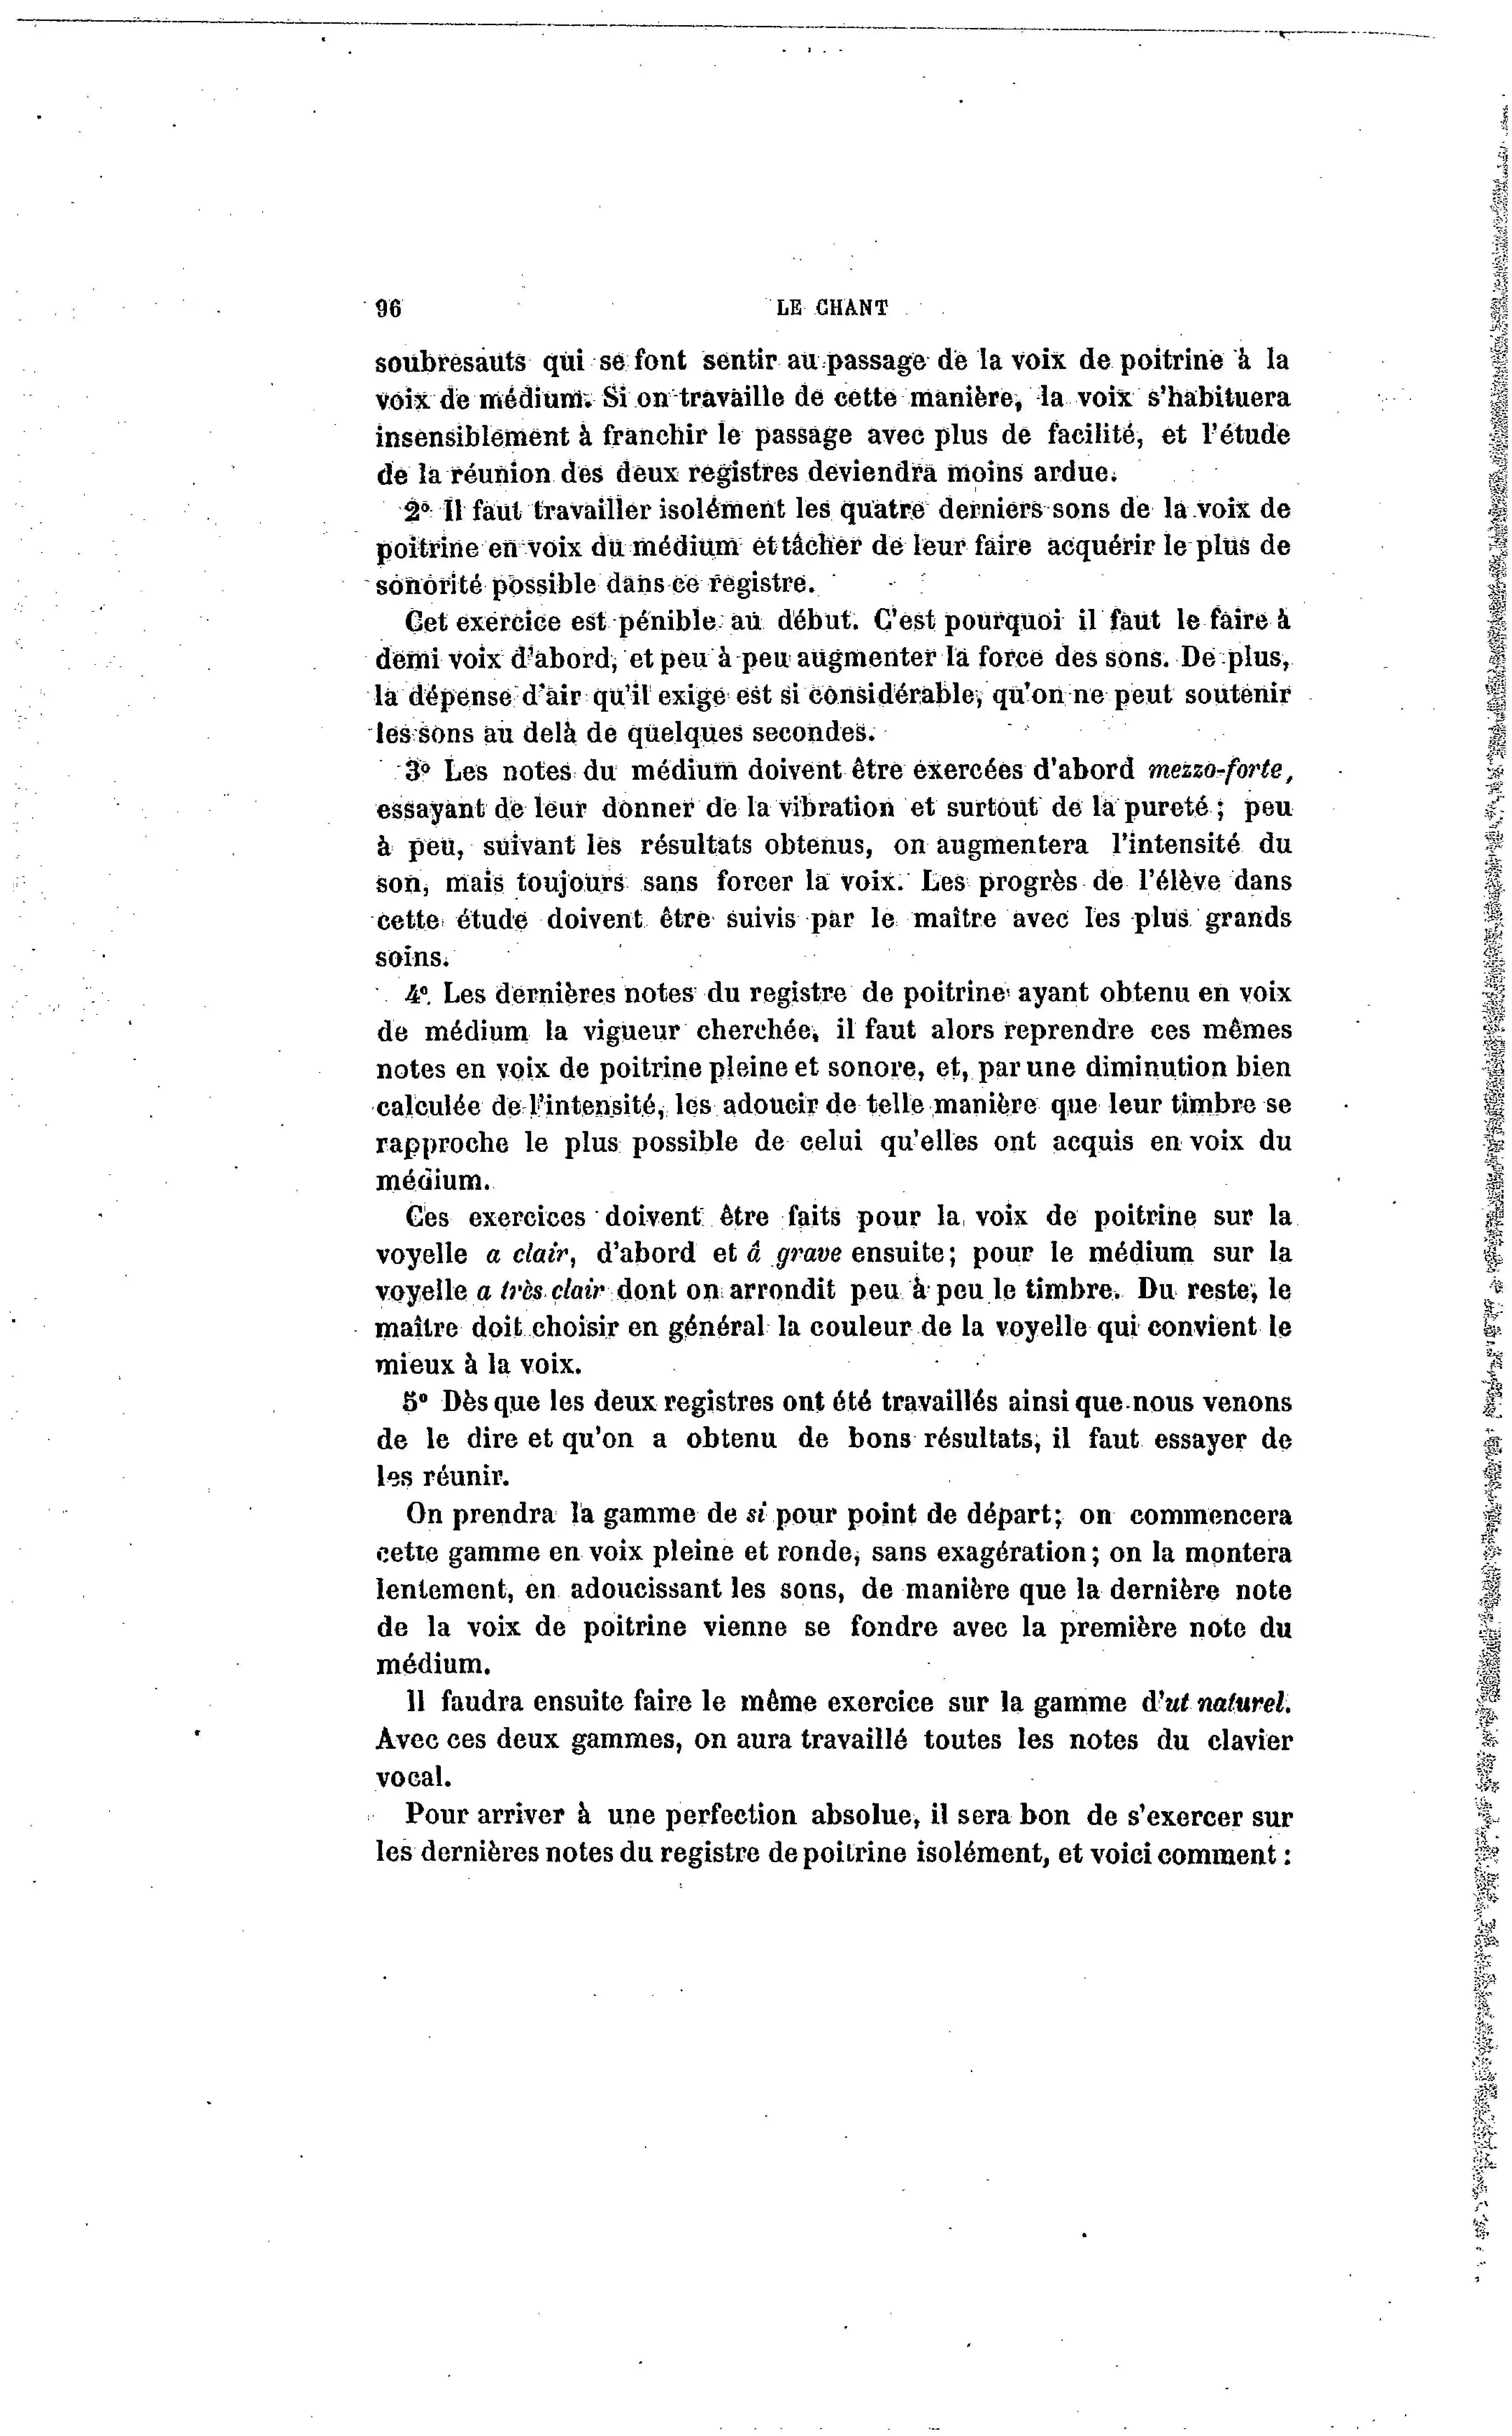 96 LE CHANT
soubresauts qui se font sentir au passage de la voix de poitrine à la
voix de médium. Si on travaille de cette manière, la voix s'habituera
insensiblement à franchir le passage avec plus de facilité, et l'étude
de la réunion des deux registres deviendra moins ardue.
2° Il faut travailler isolément les quatre derniers sons de la voix de
poitrine en voix du médium et tâcher de leur faire acquérir le plus de
sonorité possible dans ce registre.
Cet exercice est pénible au début. C'est pourquoi il faut le faire à
demi voix d'abord, et peu à peu augmenter la force des sons. De plus,
la dépense d'air qu'il exige est si considérable, qu'on ne peut soutenir
les sons au delà de quelques secondes.
3° Les notes du médium doivent être exercées d'abord mezzo-forte,
essayant de leur donner de la vibration et surtout de la pureté ; peu
à peu, suivant les résultats obtenus, on augmentera l'intensité du
son, mais toujours sans forcer la voix. Les progrès de l'élève dans
cette étude doivent être suivis par le maître avec les plus grands
soins.
4° Les dernières notes du registre de poitrine ayant obtenu en voix
de médium la vigueur cherchée, il faut alors reprendre ces mêmes
notes en voix de poitrine pleine et sonore, et, par une diminution bien
calculée de l'intensité, les adoucir de telle manière que leur timbre se
rapproche le plus possible de celui qu'elles ont acquis en voix du
médium.
Ces exercices doivent être faits pour la voix de poitrine sur la
voyelle a clair, d'abord et â grave ensuite; pour le médium sur la
voyelle a très clair dont on arrondit peu à peu le timbre. Du reste, le
maître doit choisir en général la couleur de la voyelle qui convient le
mieux à la voix.
5° Dès que les deux registres ont été travaillés ainsi que nous venons
de le dire et qu'on a obtenu de bons résultats, il faut essayer de
les réunir.
On prendra la gamme de si pour point de départ; on commencera
cette gamme en voix pleine et ronde, sans exagération; on la montera
lentement, en adoucissant les sons, de manière que la dernière note
de la voix de poitrine vienne se fondre avec la première note du
médium.
Il faudra ensuite faire le même exercice sur la gamme d'ut naturel.
Avec ces deux gammes, on aura travaillé toutes les notes du clavier
vocal.
Pour arriver à une perfection absolue, il sera bon de s'exercer sur
les dernières notes du registre de poitrine isolément, et voici comment :